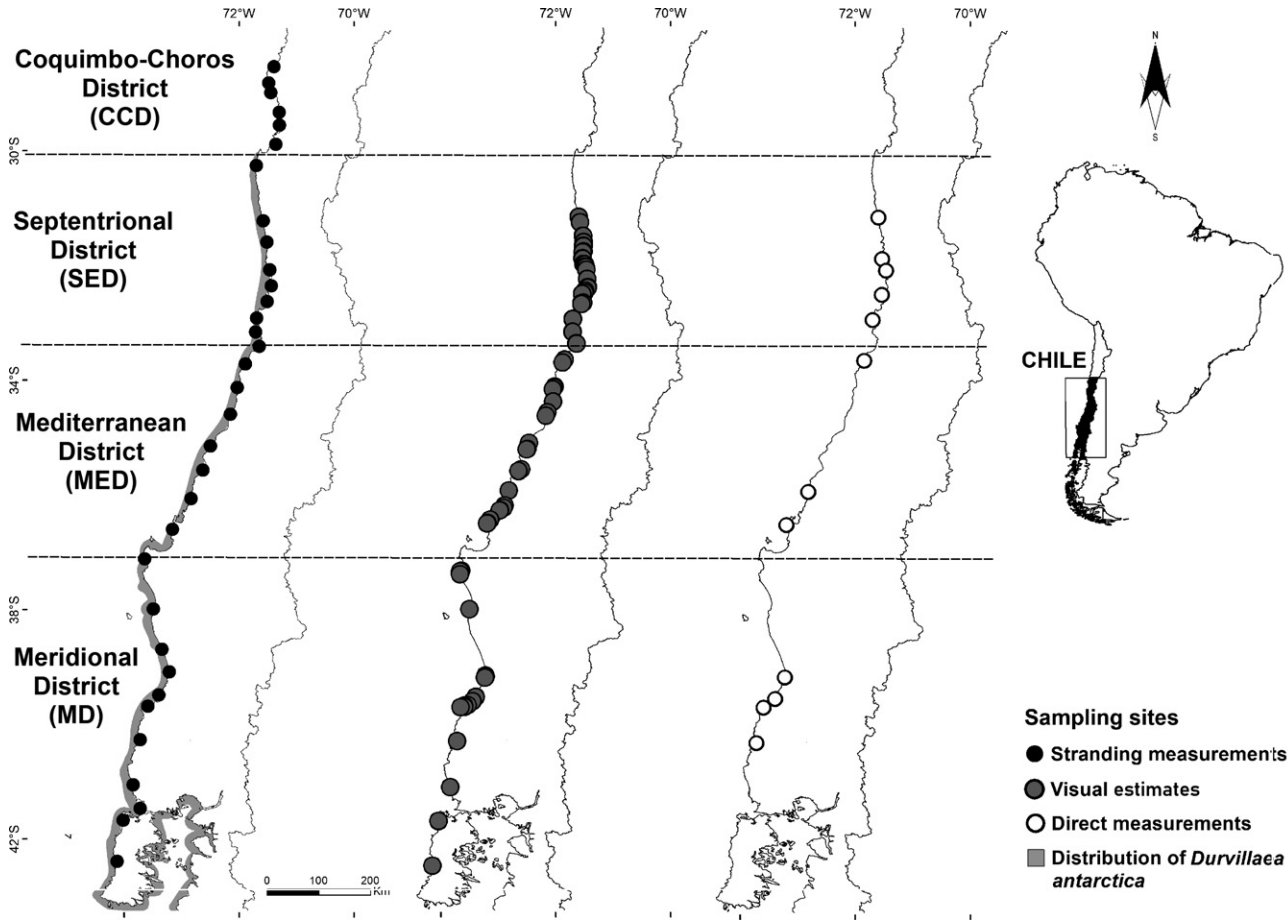 72°W 70°W 72°W 70°W 72°W 70°W
N
S
Coquimbo-Choros
District
(CCD)
30°S
Septentrional
District
(SED)
34°S
CHILE
Mediterranean
District
(MED)
38°S
Meridional
District
(MD)
42°S
0 100 200
Km
Sampling sites
Stranding measurements
Visual estimates
Direct measurements
Distribution of Durvillaea
antarctica